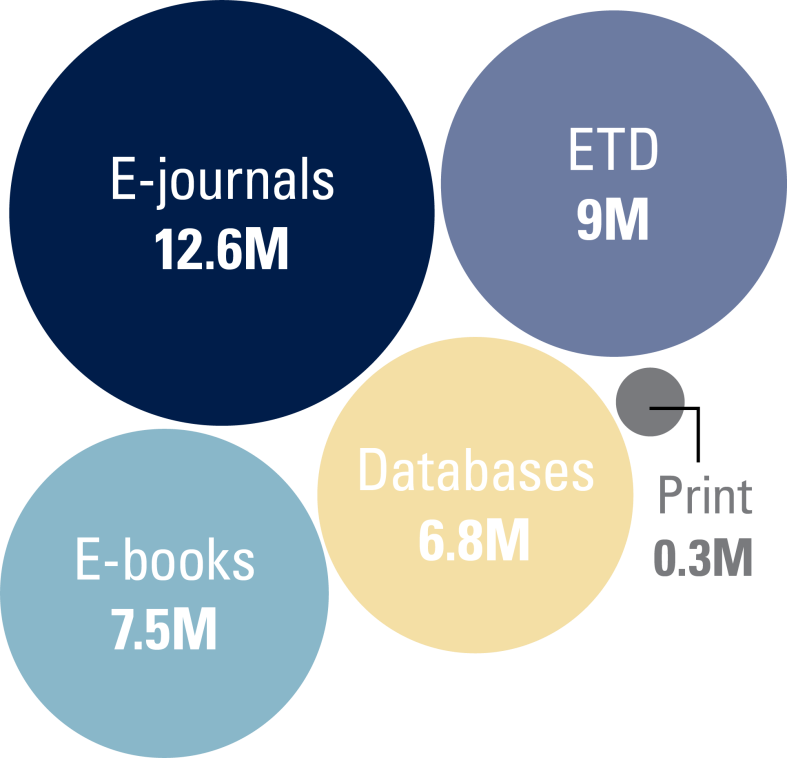 E-journals
12.6M
ETD
9M
Databases
6.8M
Print
0.3M
E-books
7.5M